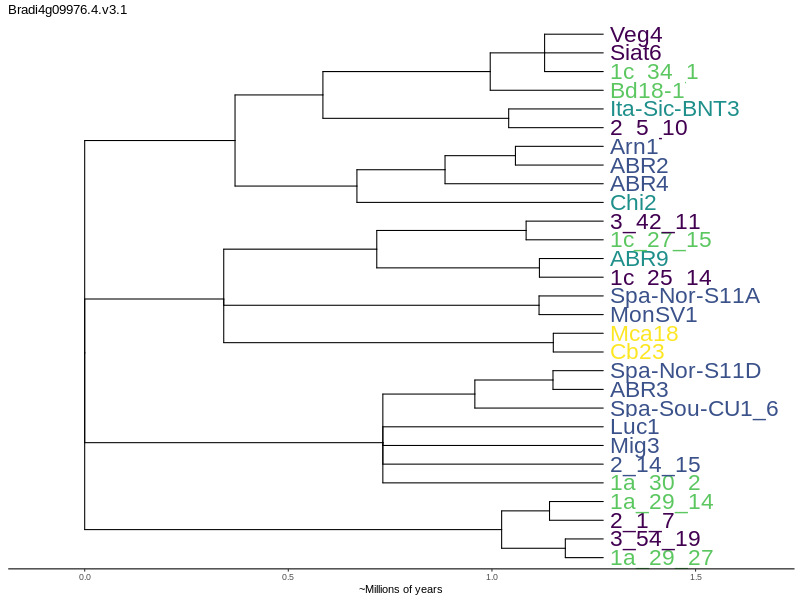 Bradi4g09976.4.v3.1
Veg4
Siat6
1c_34_1
Bd18-1
Ita-Sic-BNT3
2_5_10
Arn1
ABR2
ABR4
Chi2
3_42_11
1c_27_15
ABR9
1c_25_14
Spa-Nor-S11A
MonSV1
Mca18
Cb23
Spa-Nor-S11D
ABR3
Spa-Sou-CU1_6
Luc1
Mig3
2_14_15
1a_30_2
1a_29_14
2_1_7
3_54_19
1a_29_27
0.0 0.5 1.0 1.5
~Millions of years